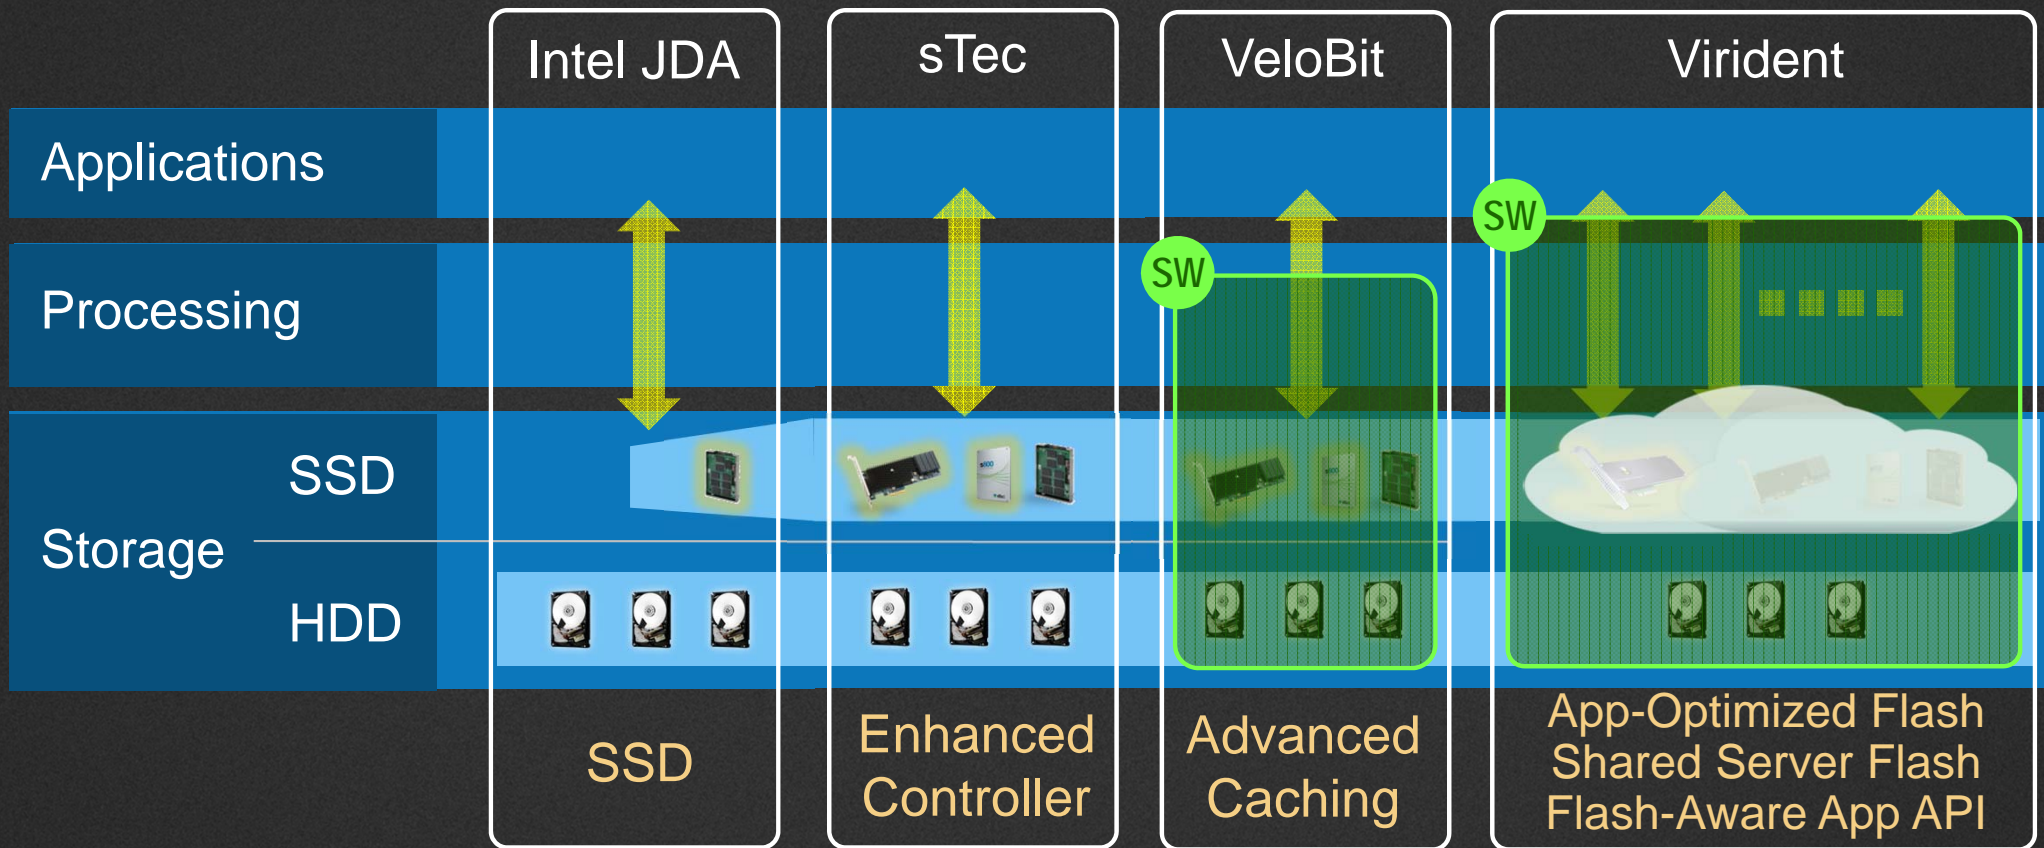 Intel JDA
sTec
VeloBit
Virident
Applications
SW
SW
Processing
SSD
Storage
HDD
SSD
Enhanced
Controller
Advanced
Caching
App-Optimized Flash
Shared Server Flash
Flash-Aware App API